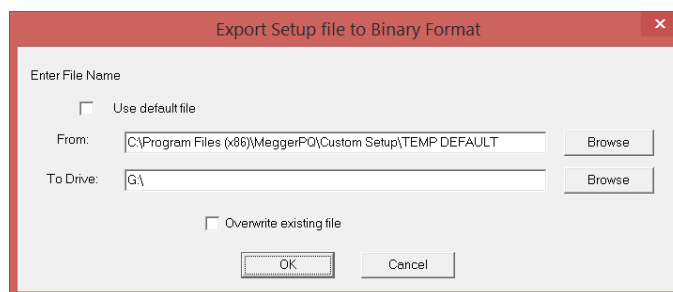 Export Setup file to Binary Format
x
Enter File Name
Use default file
From: C:\Program Files (x86)\MeggerPQ\Custom Setup\TEMP DEFAULT Browse
To Drive: G:\ Browse
Overwrite existing file
OK Cancel